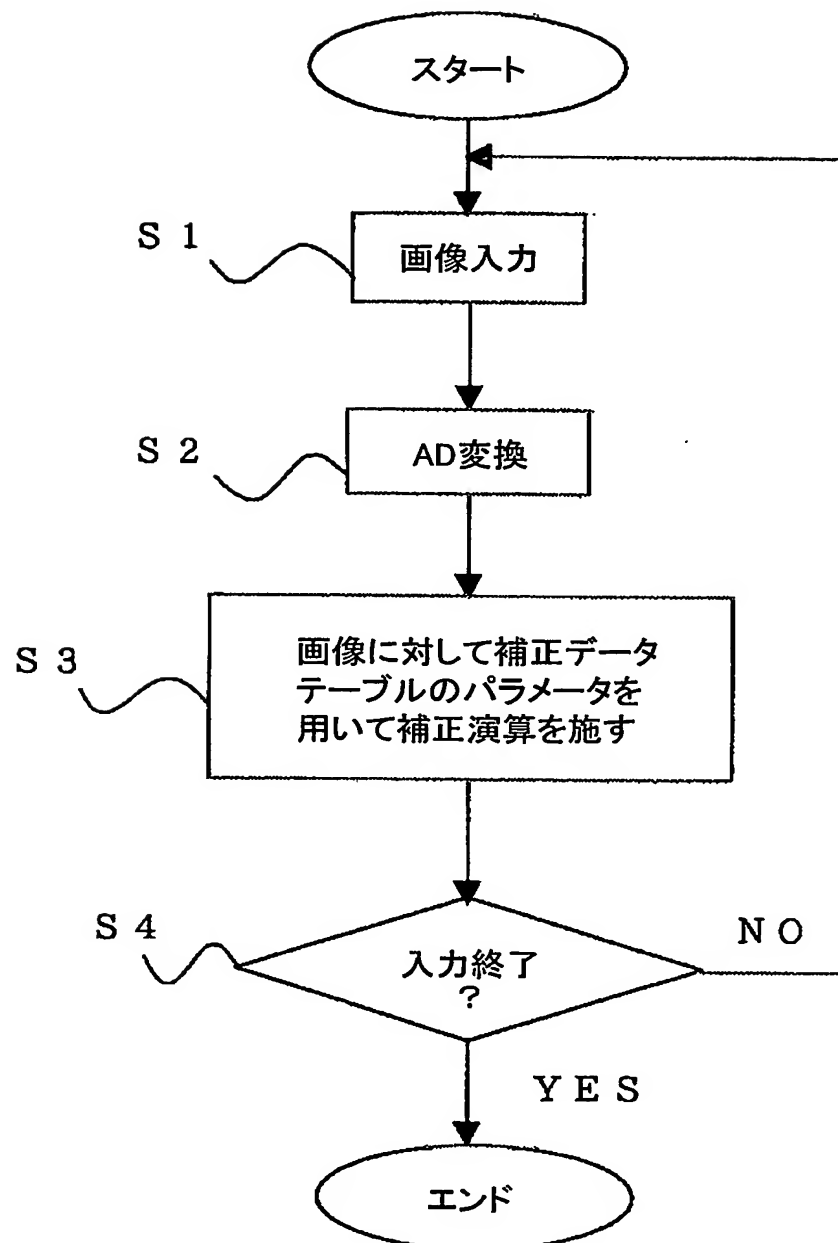 スタート
S 1
画像入力
S 2
AD変換
S 3
画像に対して補正データ
テーブルのパラメータを
用いて補正演算を施す
S 4
入力終了
?
N O
Y E S
エンド